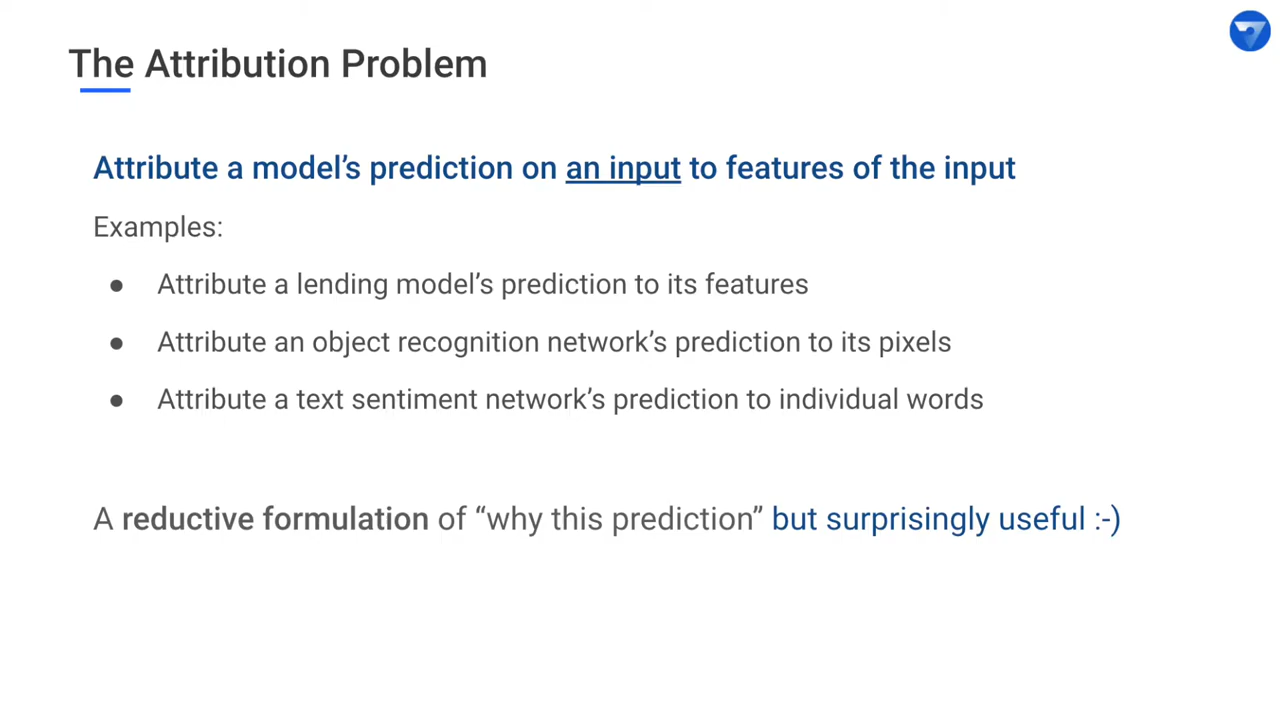 The Attribution Problem
Attribute a model’s prediction on an input to features of the input
Examples:
● Attribute a lending model’s prediction to its features
● Attribute an object recognition network’s prediction to its pixels
● Attribute a text sentiment network’s prediction to individual words
A reductive formulation of “why this prediction” but surprisingly useful :-)